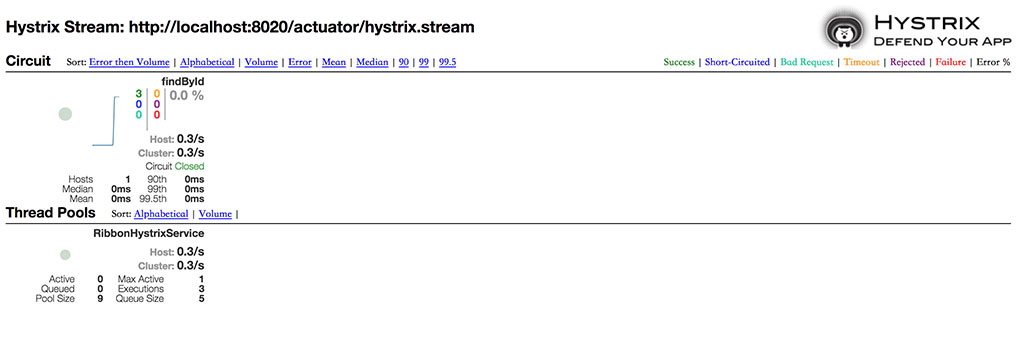 Hystrix Stream: http://localhost:8020/actuator/hystrix.stream
HYSTRIX
DEFEND YOUR APP
Circuit Sort: Error then Volume | Alphabetical | Volume | Error | Mean | Median | 90 | 99 | 99.5
Success | Short-Circuited | Bad Request | Timeout | Rejected | Failure | Error %
findById
3 0 0.0 %
0 0
0 0
Host: 0.3/s
Cluster: 0.3/s
Circuit Closed
Hosts 1 90th 0ms
Median 0ms 99th 0ms
Mean 0ms 99.5th 0ms
Thread Pools Sort: Alphabetical | Volume |
RibbonHystrixService
Host: 0.3/s
Cluster: 0.3/s
Active 0 Max Active 1
Queued 0 Executions 3
Pool Size 9 Queue Size 5